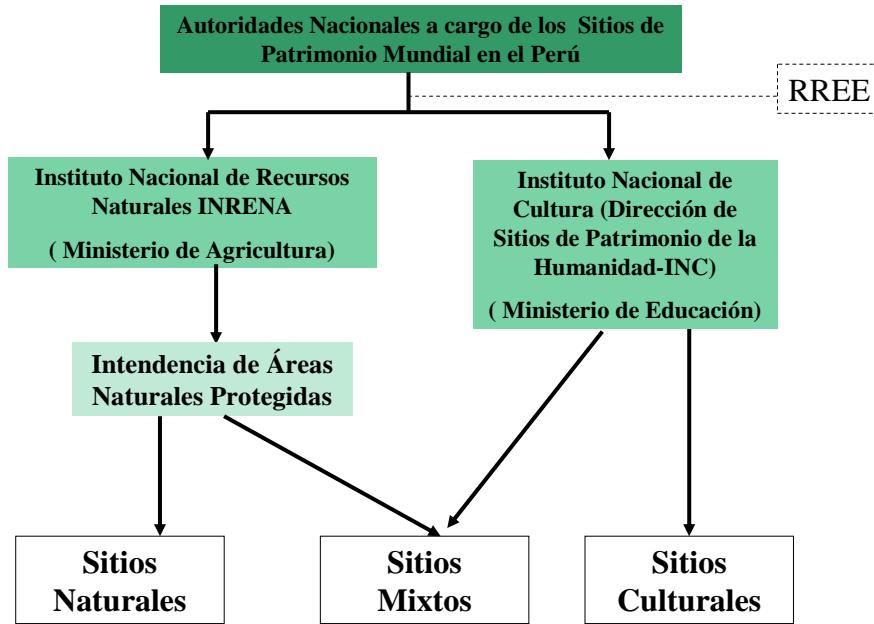 Autoridades Nacionales a cargo de los Sitios de
Patrimonio Mundial en el Perú
RREE
Instituto Nacional de Recursos
Naturales INRENA
( Ministerio de Agricultura)
Instituto Nacional de
Cultura (Dirección de
Sitios de Patrimonio de la
Humanidad-INC)
( Ministerio de Educación)
Intendencia de Áreas
Naturales Protegidas
Sitios
Naturales
Sitios
Mixtos
Sitios
Culturales